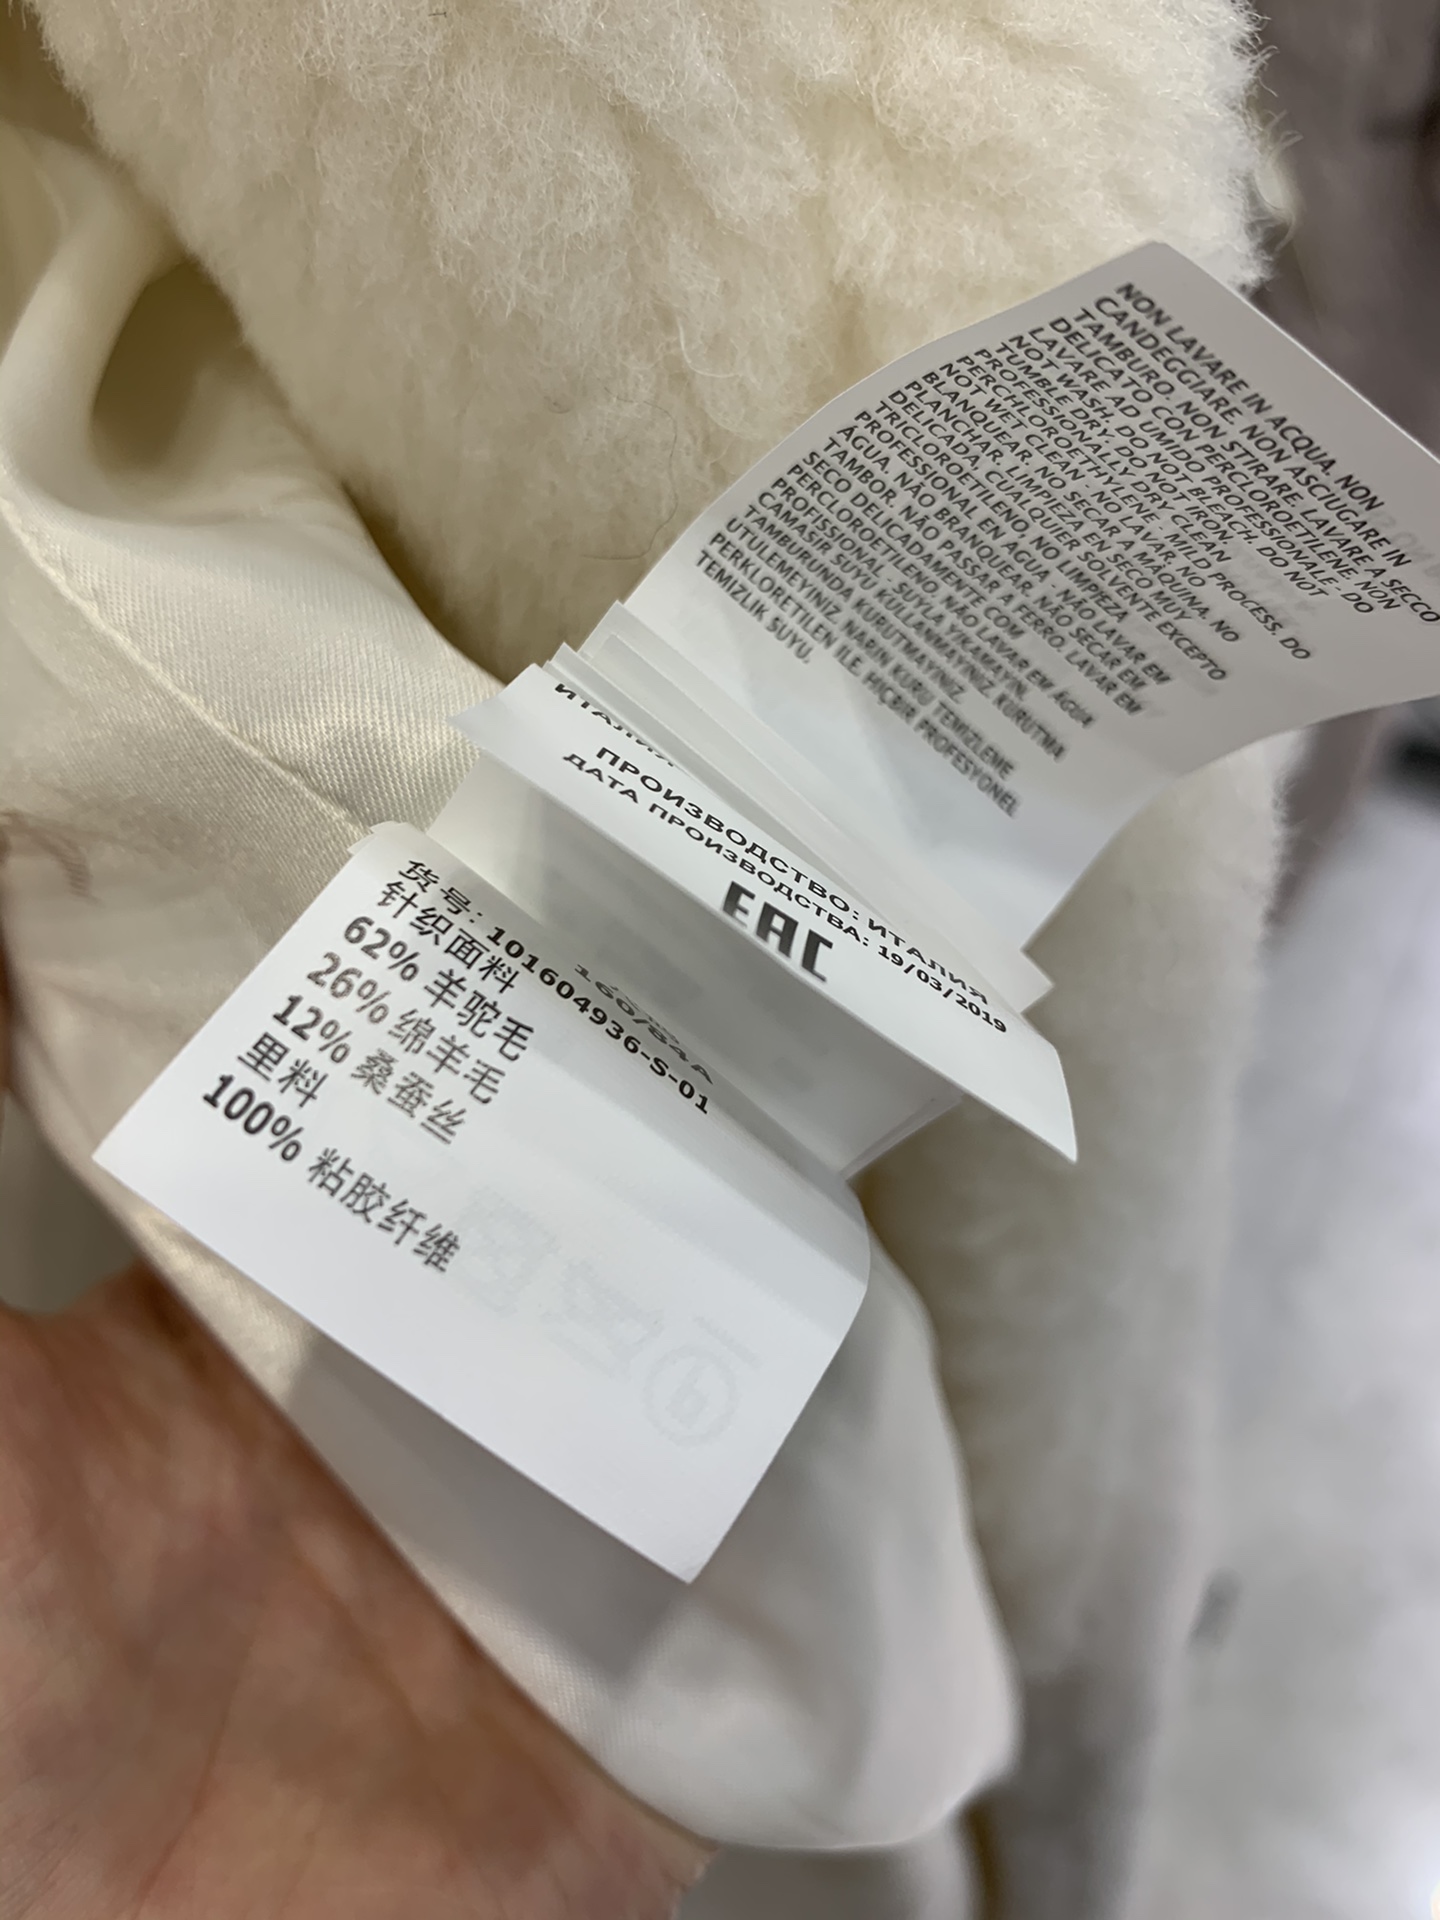 NON LAVARE IN ACQUA. NON
CANDEGGIARE. NON ASCIUGARE IN
TAMBURO. NON STIRARE. LAVARE A SECCO
DELICATO CON PERCLOROETILENE. NON
LAVARE AD UMIDO PROFESSIONALE - DO
NOT WASH. DO NOT BLEACH. DO NOT
TUMBLE DRY. DO NOT IRON.
PROFESSIONALLY DRY CLEAN
PERCHLOROETHYLENE - MILD PROCESS. DO
NOT WET CLEAN - NO LAVAR. NO
BLANQUEAR. NO SECAR A MÁQUINA. NO
PLANCHAR. LIMPIEZA EN SECO MUY
DELICADA, CUALQUIER SOLVENTE EXCEPTO
TRICLOROETILENO. NO LIMPIEZA
PROFESSIONAL EN AGUA - NÃO LAVAR EM
ÁGUA. NÃO BRANQUEAR. NÃO SECAR EM
TAMBOR. NÃO PASSAR A FERRO. LAVAR EM
SECO DELICADAMENTE COM
PERCLOROETILENO. NÃO LAVAR EM ÁGUA
PROFISSIONAL - SUYLA YIKAMAYIN.
CAMASIR SUYU KULLANMAYINIZ. KURUTMA
TAMBURUNDA KURUTMAYINIZ.
UTULEMEYINIZ. NARIN KURU TEMIZLEME
PERKLORETILEN ILE. HICBIR PROFESYONEL
TEMIZLIK SUYU.
ИТАЛИЯ
ПРОИЗВОДСТВО: ИТАЛИЯ
ДАТА ПРОИЗВОДСТВА: 19/03/2019
EAC
160/84A
货号: 101604936-S-01
针织面料
62% 羊驼毛
26% 绵羊毛
12% 桑蚕丝
里料
100% 粘胶纤维